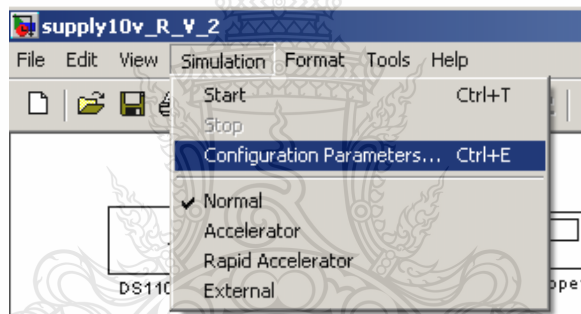 supply10v_R_V_2
File Edit View Simulation Format Tools Help
Start Ctrl+T
Stop
Configuration Parameters... Ctrl+E
Normal
Accelerator
Rapid Accelerator
External